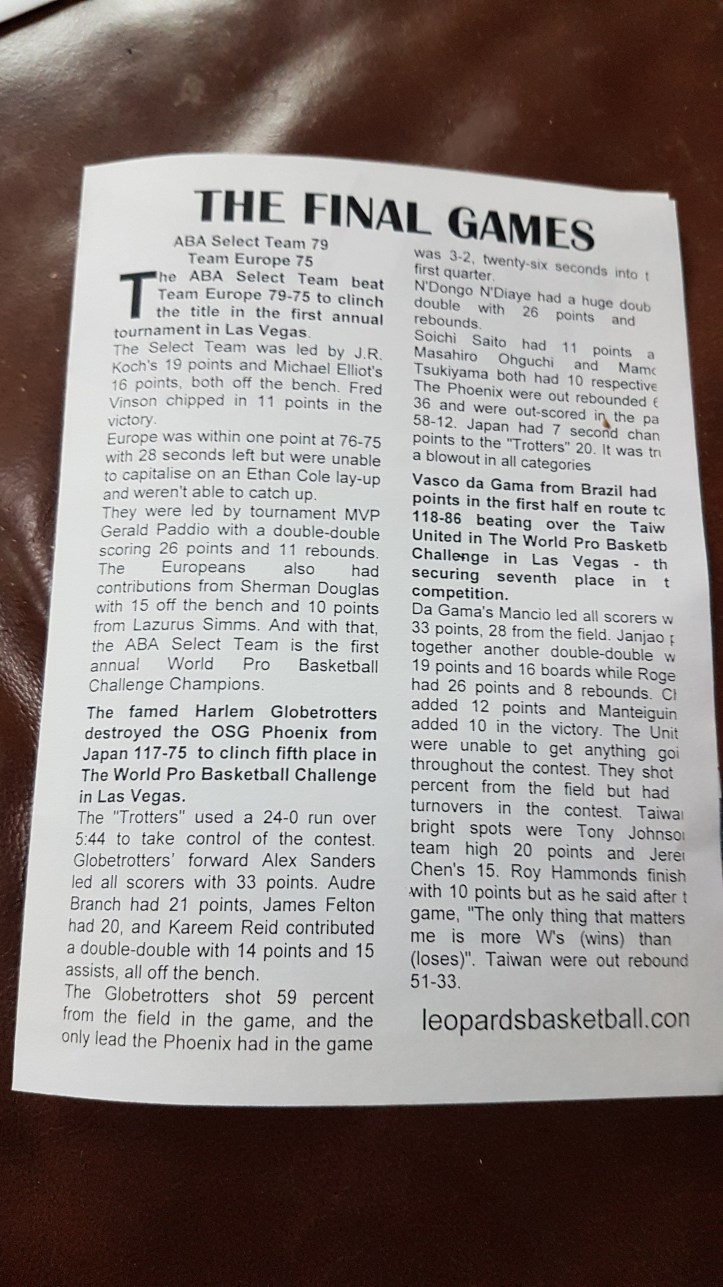 THE FINAL GAMES
ABA Select Team 79
Team Europe 75
The ABA Select Team beat
Team Europe 79-75 to clinch
the title in the first annual
tournament in Las Vegas.
The Select Team was led by J.R.
Koch's 19 points and Michael Elliot's
16 points, both off the bench. Fred
Vinson chipped in 11 points in the
victory.
Europe was within one point at 76-75
with 28 seconds left but were unable
to capitalise on an Ethan Cole lay-up
and weren't able to catch up.
They were led by tournament MVP
Gerald Paddio with a double-double
scoring 26 points and 11 rebounds.
The Europeans also had
contributions from Sherman Douglas
with 15 off the bench and 10 points
from Lazurus Simms. And with that,
the ABA Select Team is the first
annual World Pro Basketball
Challenge Champions.
The famed Harlem Globetrotters
destroyed the OSG Phoenix from
Japan 117-75 to clinch fifth place in
The World Pro Basketball Challenge
in Las Vegas.
The "Trotters" used a 24-0 run over
5:44 to take control of the contest.
Globetrotters' forward Alex Sanders
led all scorers with 33 points. Audre
Branch had 21 points, James Felton
had 20, and Kareem Reid contributed
a double-double with 14 points and 15
assists, all off the bench.
The Globetrotters shot 59 percent
from the field in the game, and the
only lead the Phoenix had in the game
was 3-2, twenty-six seconds into
first quarter.
N'Dongo N'Diaye had a huge doub
double with 26 points and
rebounds.
Soichi Saito had 11 points a
Masahiro Ohguchi and
Tsukiyama both had 10 respective
The Phoenix were out rebounded
36 and were out-scored in the pa
58-12. Japan had 7 second chan
points to the "Trotters" 20. It was
a blowout in all categories
Vasco da Gama from Brazil had
points in the first half en route
118-86 beating over the Taiw
United in The World Pro Basketb
Challenge in Las Vegas - th
securing seventh place in
competition.
Da Gama's Mancio led all scorers w
33 points, 28 from the field. Janjao
together another double-double w
19 points and 16 boards while Roge
had 26 points and 8 rebounds.
added 12 points and Manteiguin
added 10 in the victory. The Unit
were unable to get anything goi
throughout the contest. They shot
percent from the field but had
turnovers in the contest. Taiwa
bright spots were Tony Johnso
team high 20 points and Jere
Chen's 15. Roy Hammonds finish
with 10 points but as he said after t
game, "The only thing that matters
me is more W's (wins) than
(loses)". Taiwan were out rebound
51-33.
leopardsbasketball.con